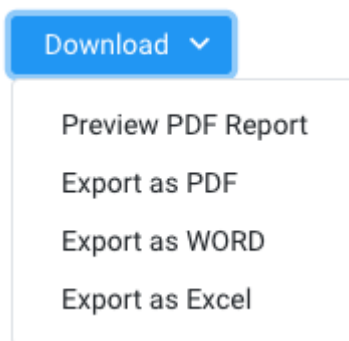 Download
Preview PDF Report
Export as PDF
Export as WORD
Export as Excel